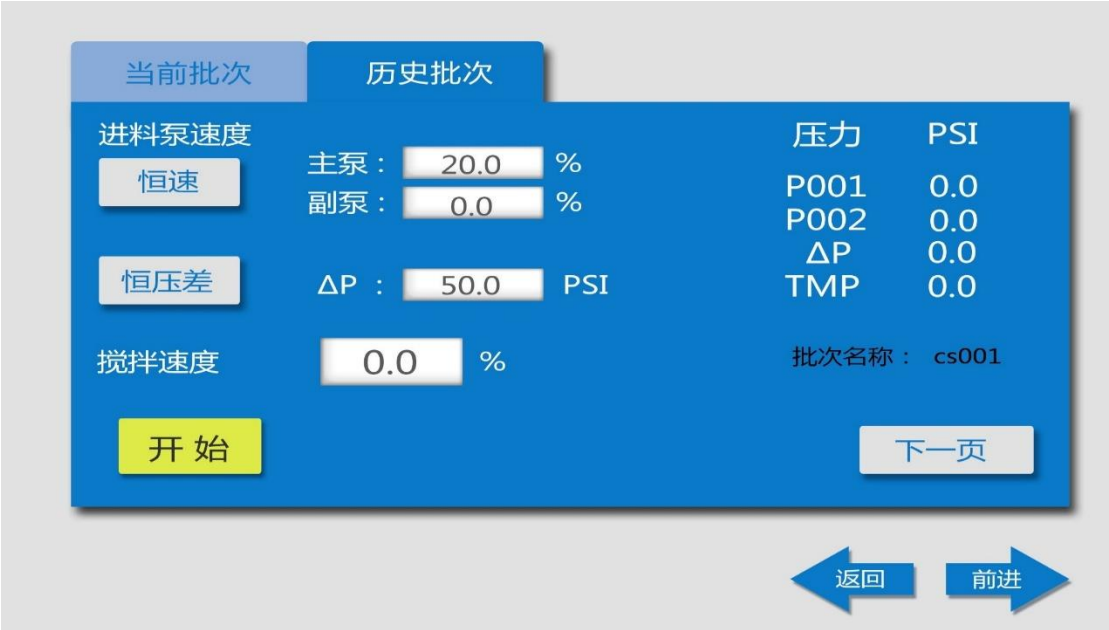 当前批次 历史批次
进料泵速度
恒速
主泵： 20.0 %
副泵： 0.0 %
恒压差 ΔP ： 50.0 PSI
搅拌速度 0.0 %
开 始
压力 PSI
P001 0.0
P002 0.0
ΔP 0.0
TMP 0.0
批次名称： cs001
下一页
返回 前进